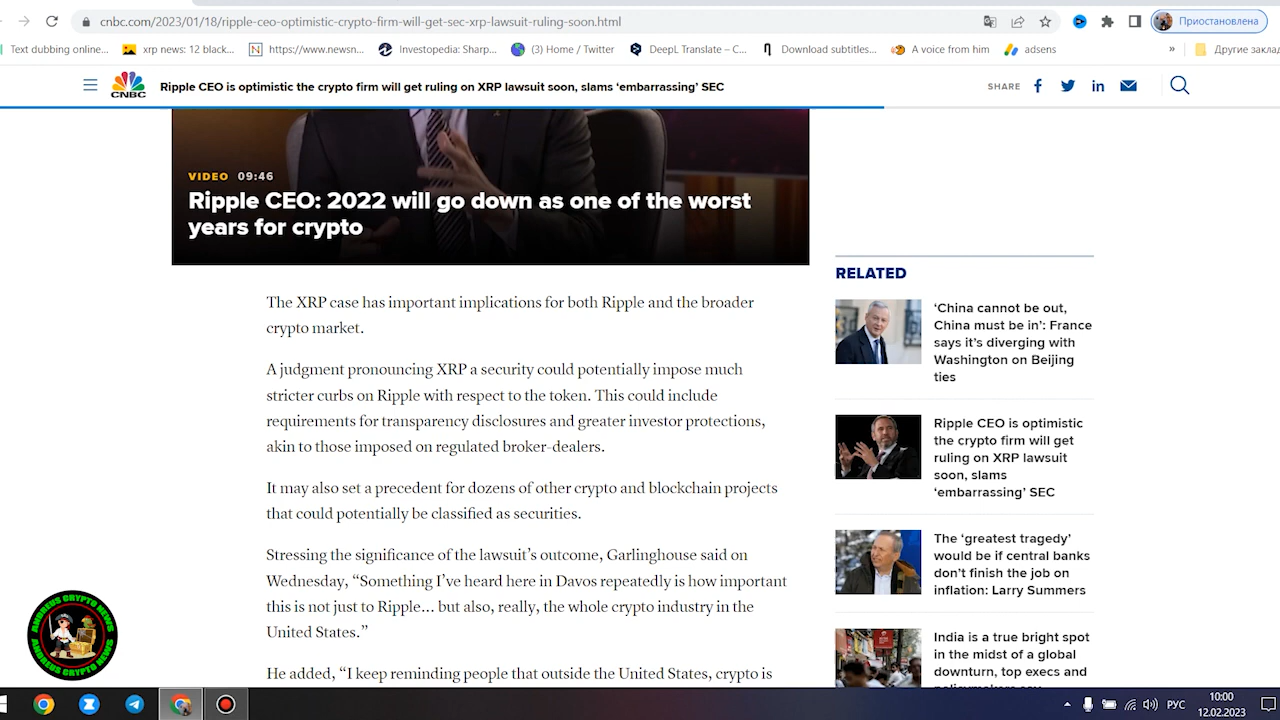 cnbc.com/2023/01/18/ripple-ceo-optimistic-crypto-firm-will-get-sec-xrp-lawsuit-ruling-soon.html
Приостановлена
Text dubbing online...
xrp news: 12 black...
https://www.newsn...
Investopedia: Sharp...
(3) Home / Twitter
DeepL Translate – C...
Download subtitles...
A voice from him
adsens
»
Другие закла
CNBC
Ripple CEO is optimistic the crypto firm will get ruling on XRP lawsuit soon, slams ‘embarrassing’ SEC
SHARE
VIDEO 09:46
Ripple CEO: 2022 will go down as one of the worst
years for crypto
The XRP case has important implications for both Ripple and the broader
crypto market.
A judgment pronouncing XRP a security could potentially impose much
stricter curbs on Ripple with respect to the token. This could include
requirements for transparency disclosures and greater investor protections,
akin to those imposed on regulated broker-dealers.
It may also set a precedent for dozens of other crypto and blockchain projects
that could potentially be classified as securities.
Stressing the significance of the lawsuit’s outcome, Garlinghouse said on
Wednesday, “Something I’ve heard here in Davos repeatedly is how important
this is not just to Ripple... but also, really, the whole crypto industry in the
United States.”
He added, “I keep reminding people that outside the United States, crypto is
RELATED
‘China cannot be out,
China must be in’: France
says it’s diverging with
Washington on Beijing
ties
Ripple CEO is optimistic
the crypto firm will get
ruling on XRP lawsuit
soon, slams
‘embarrassing’ SEC
The ‘greatest tragedy’
would be if central banks
don’t finish the job on
inflation: Larry Summers
India is a true bright spot
in the midst of a global
downturn, top execs and
ANDREUS CRYPTO NEWS
ANDREUS CRYPTO NEWS
РУС
10:00
12.02.2023